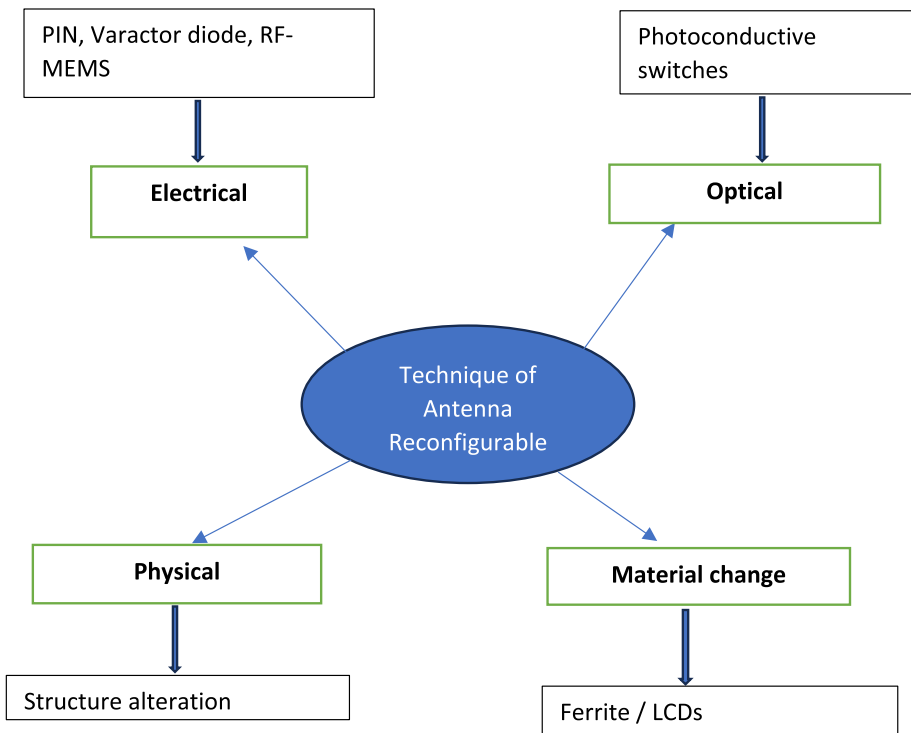 PIN, Varactor diode, RF-
MEMS
Photoconductive
switches
Electrical
Optical
Technique of
Antenna
Reconfigurable
Physical
Material change
Structure alteration
Ferrite / LCDs